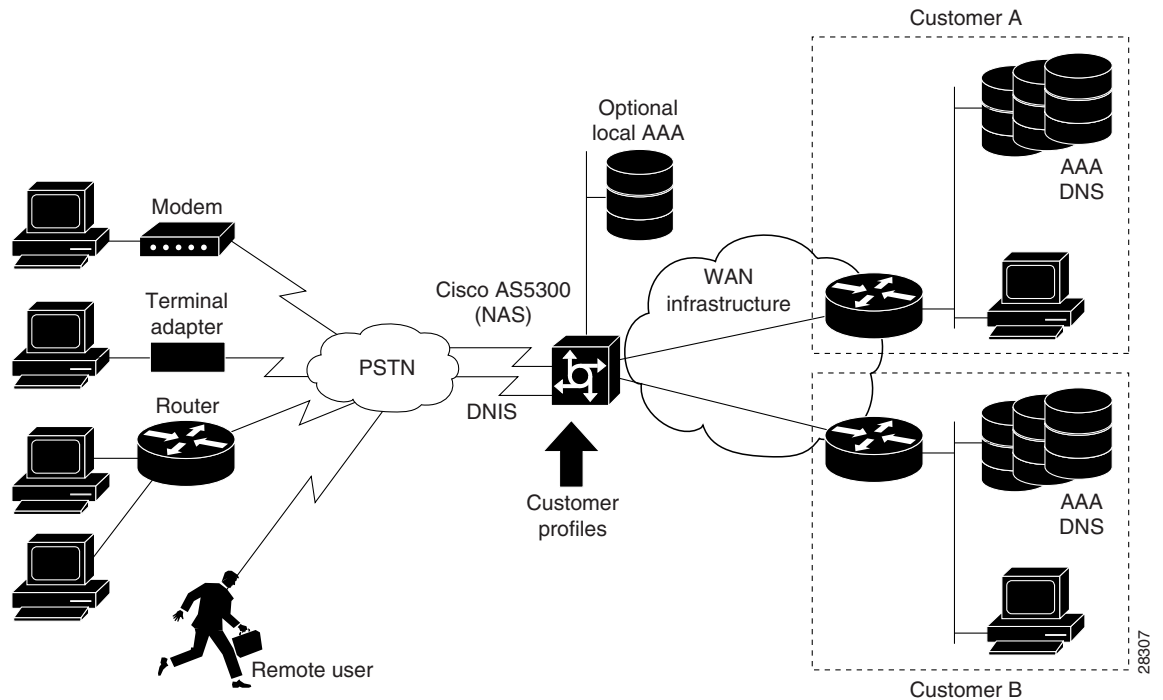 Customer A
Optional
local AAA
AAA
DNS
Modem
WAN
infrastructure
Cisco AS5300
(NAS)
Terminal
adapter
PSTN
DNIS
Router
Customer
profiles
AAA
DNS
Remote user
Customer B
28307